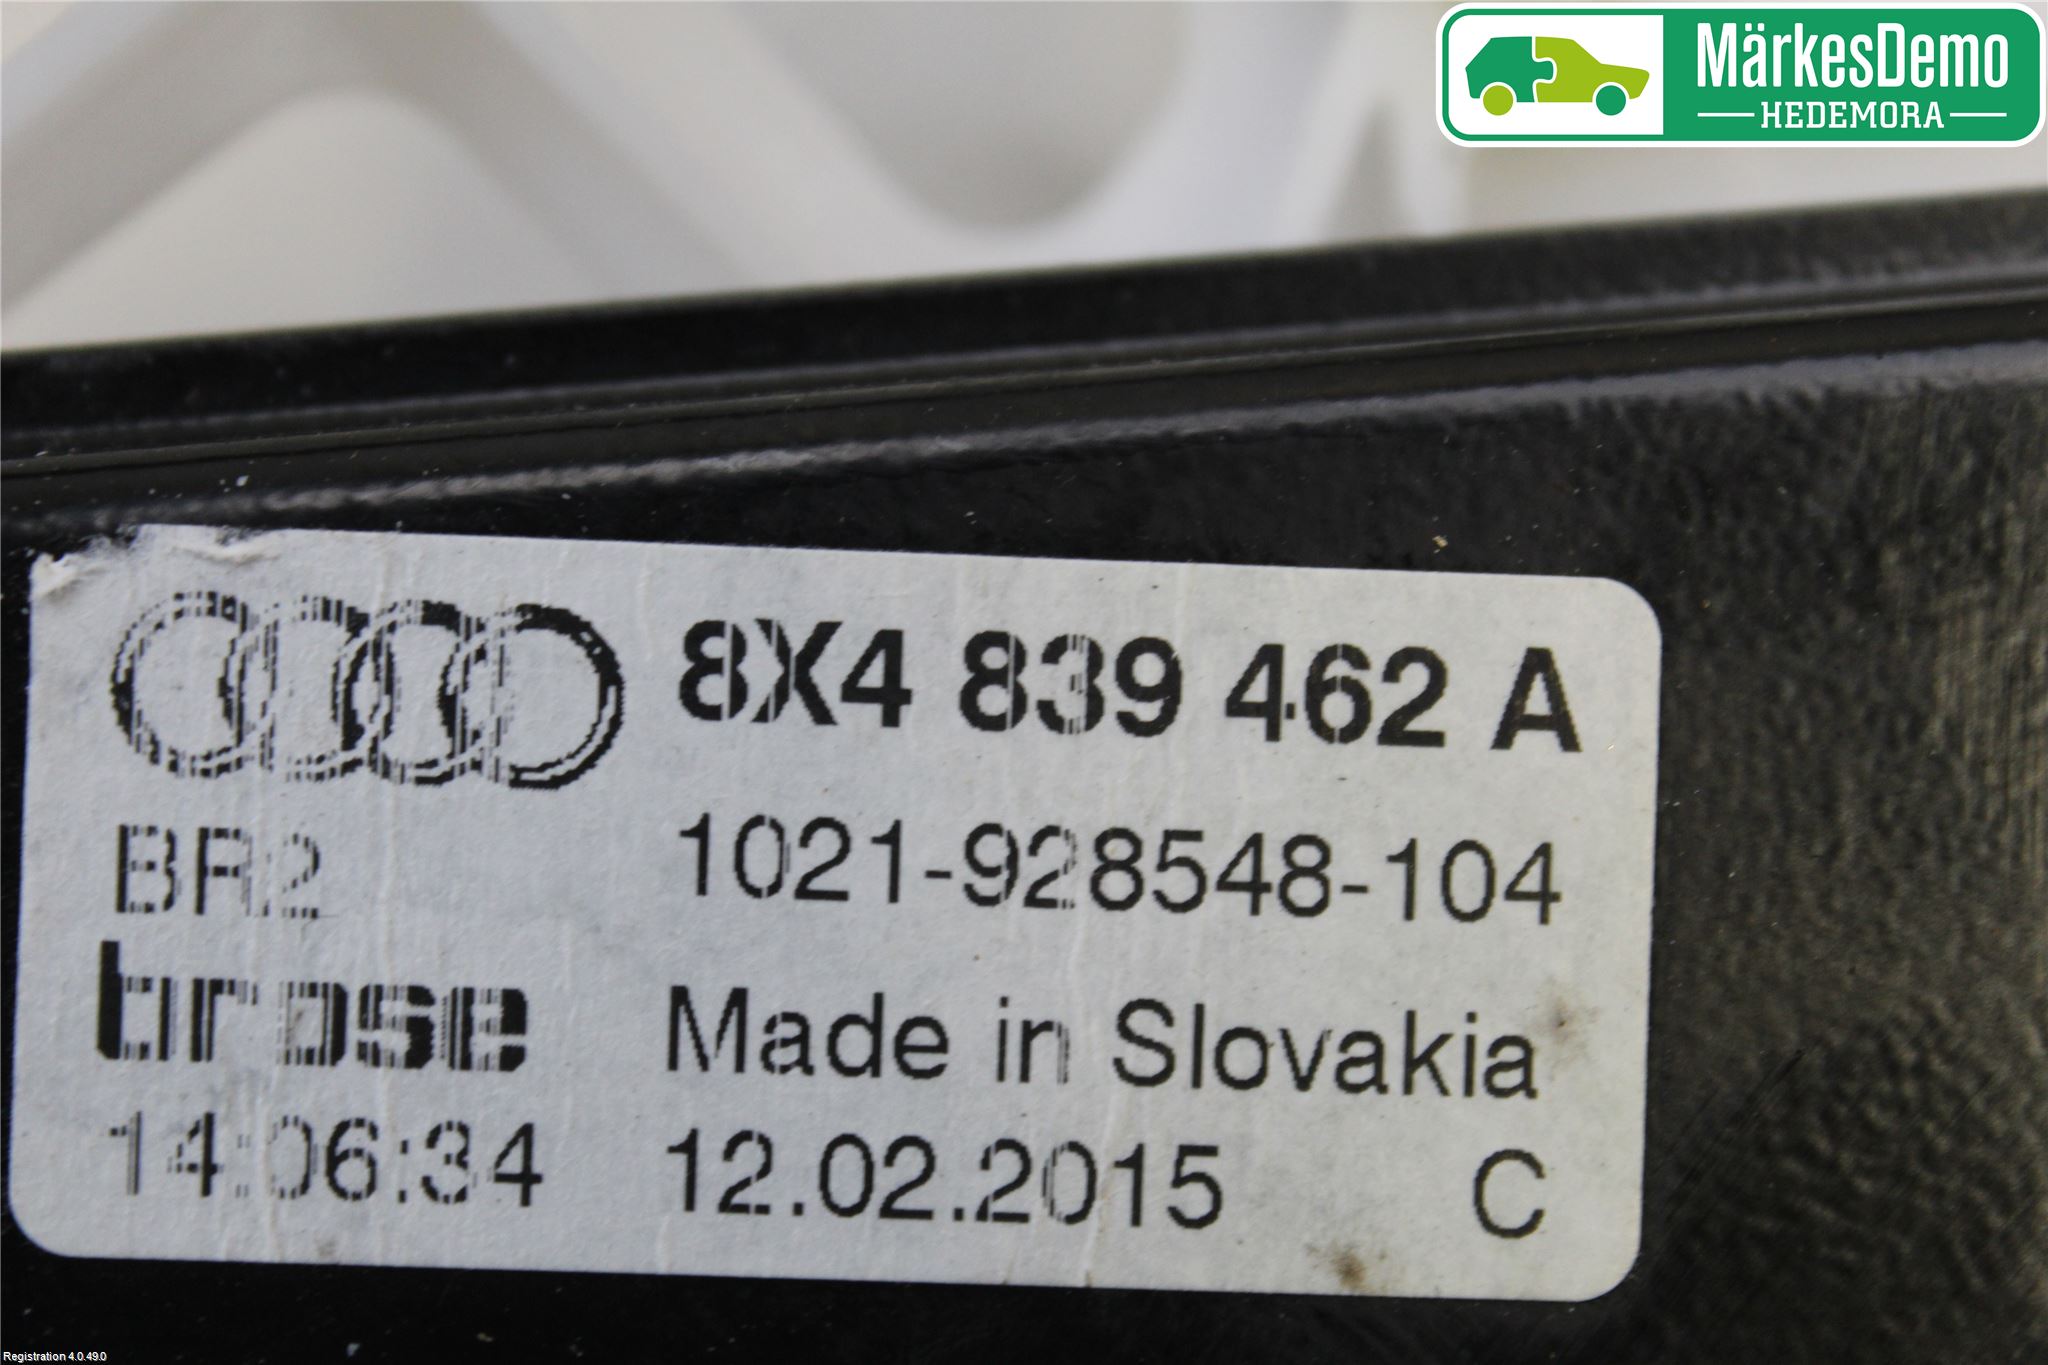 MärkesDemo
HEDEMORA
8X4 839 462 A
BR2 1021-928548-104
brose Made in Slovakia
14:06:34 12.02.2015 C
Registration 4.0.49.0